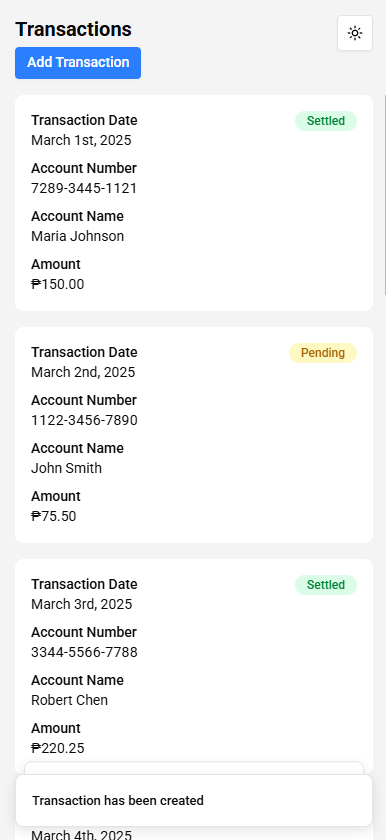 Transactions
Add Transaction
Transaction Date
Settled
March 1st, 2025
Account Number
7289-3445-1121
Account Name
Maria Johnson
Amount
₱150.00
Transaction Date
Pending
March 2nd, 2025
Account Number
1122-3456-7890
Account Name
John Smith
Amount
₱75.50
Transaction Date
Settled
March 3rd, 2025
Account Number
3344-5566-7788
Account Name
Robert Chen
Amount
₱220.25
Transaction has been created
March 4th, 2025